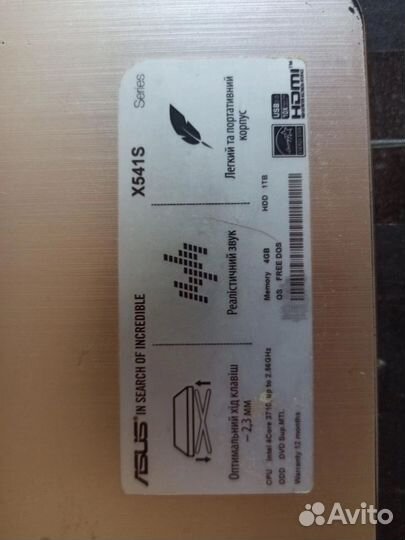 ASUS IN SEARCH OF INCREDIBLE
X541S Series
Оптимальний хід клавіш
– 2,3 мм
Реалістичний звук
Легкий та портативний
корпус
CPU Intel 4Core 3710, up to 2.56GHz
Memory 4GB
HDD 1TB
ODD DVD Sup.MTL
OS FREE DOS
Warranty 12 months
USB
HDMI
Avito